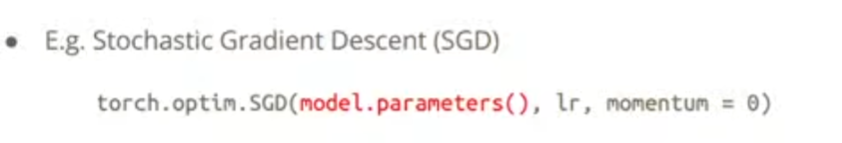 • E.g. Stochastic Gradient Descent (SGD)
torch.optim.SGD(model.parameters(), lr, momentum = 0)